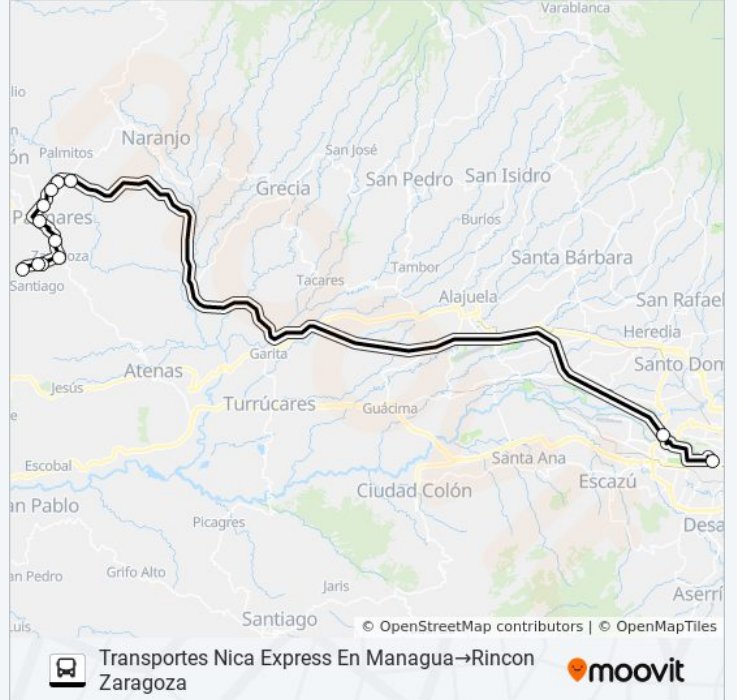 Varablanca
lio
Naranjo
San José
ón
Palmitos
Grecia
San Pedro
San Isidro
Palmares
Burios
Zaragoza
Santa Bárbara
Tambor
Tacares
Santiago
Alajuela
San Rafael
Heredia
Garita
Santo Dom
Atenas
Jesús
Turrúcares
Guácima
e
Escobal
Santa Ana
Escazú
Ciudad Colón
an Pablo
Picagres
Desa
Grifo Alto
an Pedro
Jaris
Aserrí
Santiago
uis
© OpenStreetMap contributors | © OpenMapTiles
Transportes Nica Express En Managua→Rincon
Zaragoza
moovit